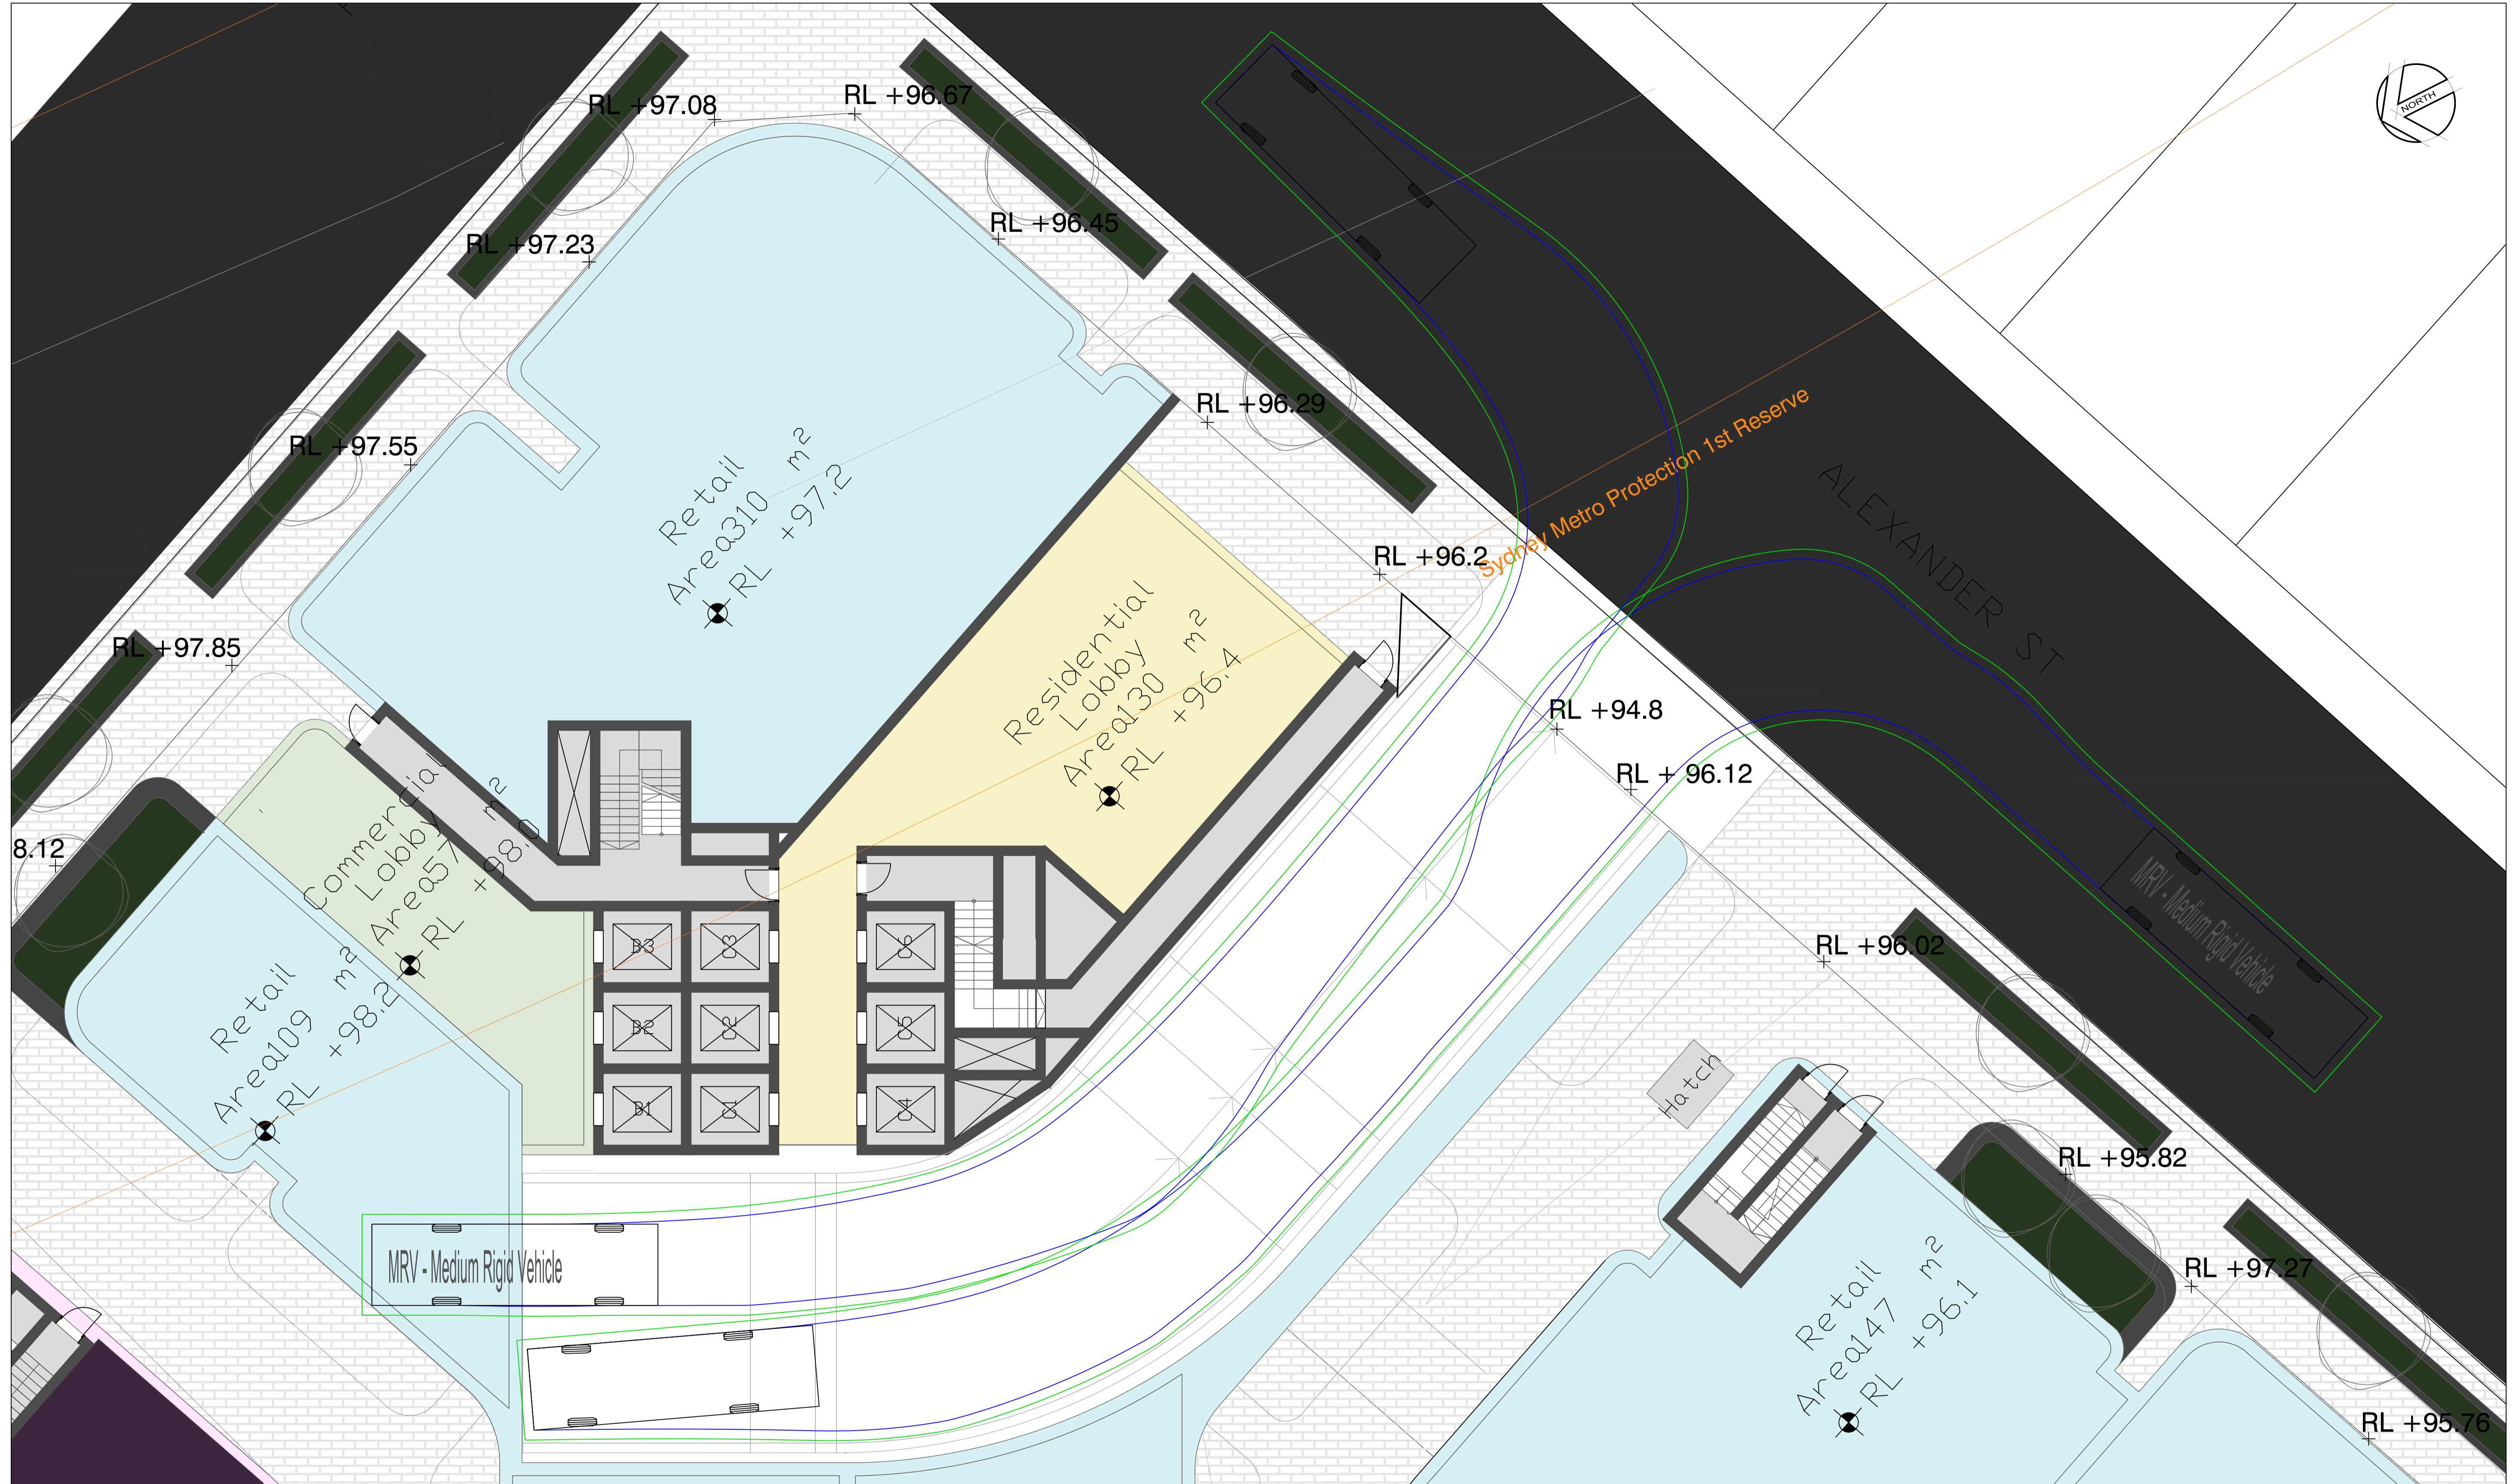 RL +97.08
RL +96.67
NORTH
RL +96.45
RL +97.23
RL +96.29
RL +97.55
Sydney Metro Protection 1st Reserve
ALEXANDER ST
Retail
Area310 m²
RL +97.2
RL +96.2
RL +97.85
Residential
Lobby
Area130 m²
RL +96.4
RL +94.8
RL + 96.12
8.12
Commercial
Lobby
Area57 m²
RL +98.0
MRV - Medium Rigid Vehicle
RL +96.02
B3
C3
C6
B2
C2
C5
B1
C1
C4
Retail
Area109 m²
RL +98.2
Hatch
RL +95.82
MRV - Medium Rigid Vehicle
RL +97.27
Retail
Area147 m²
RL +96.1
RL +95.76